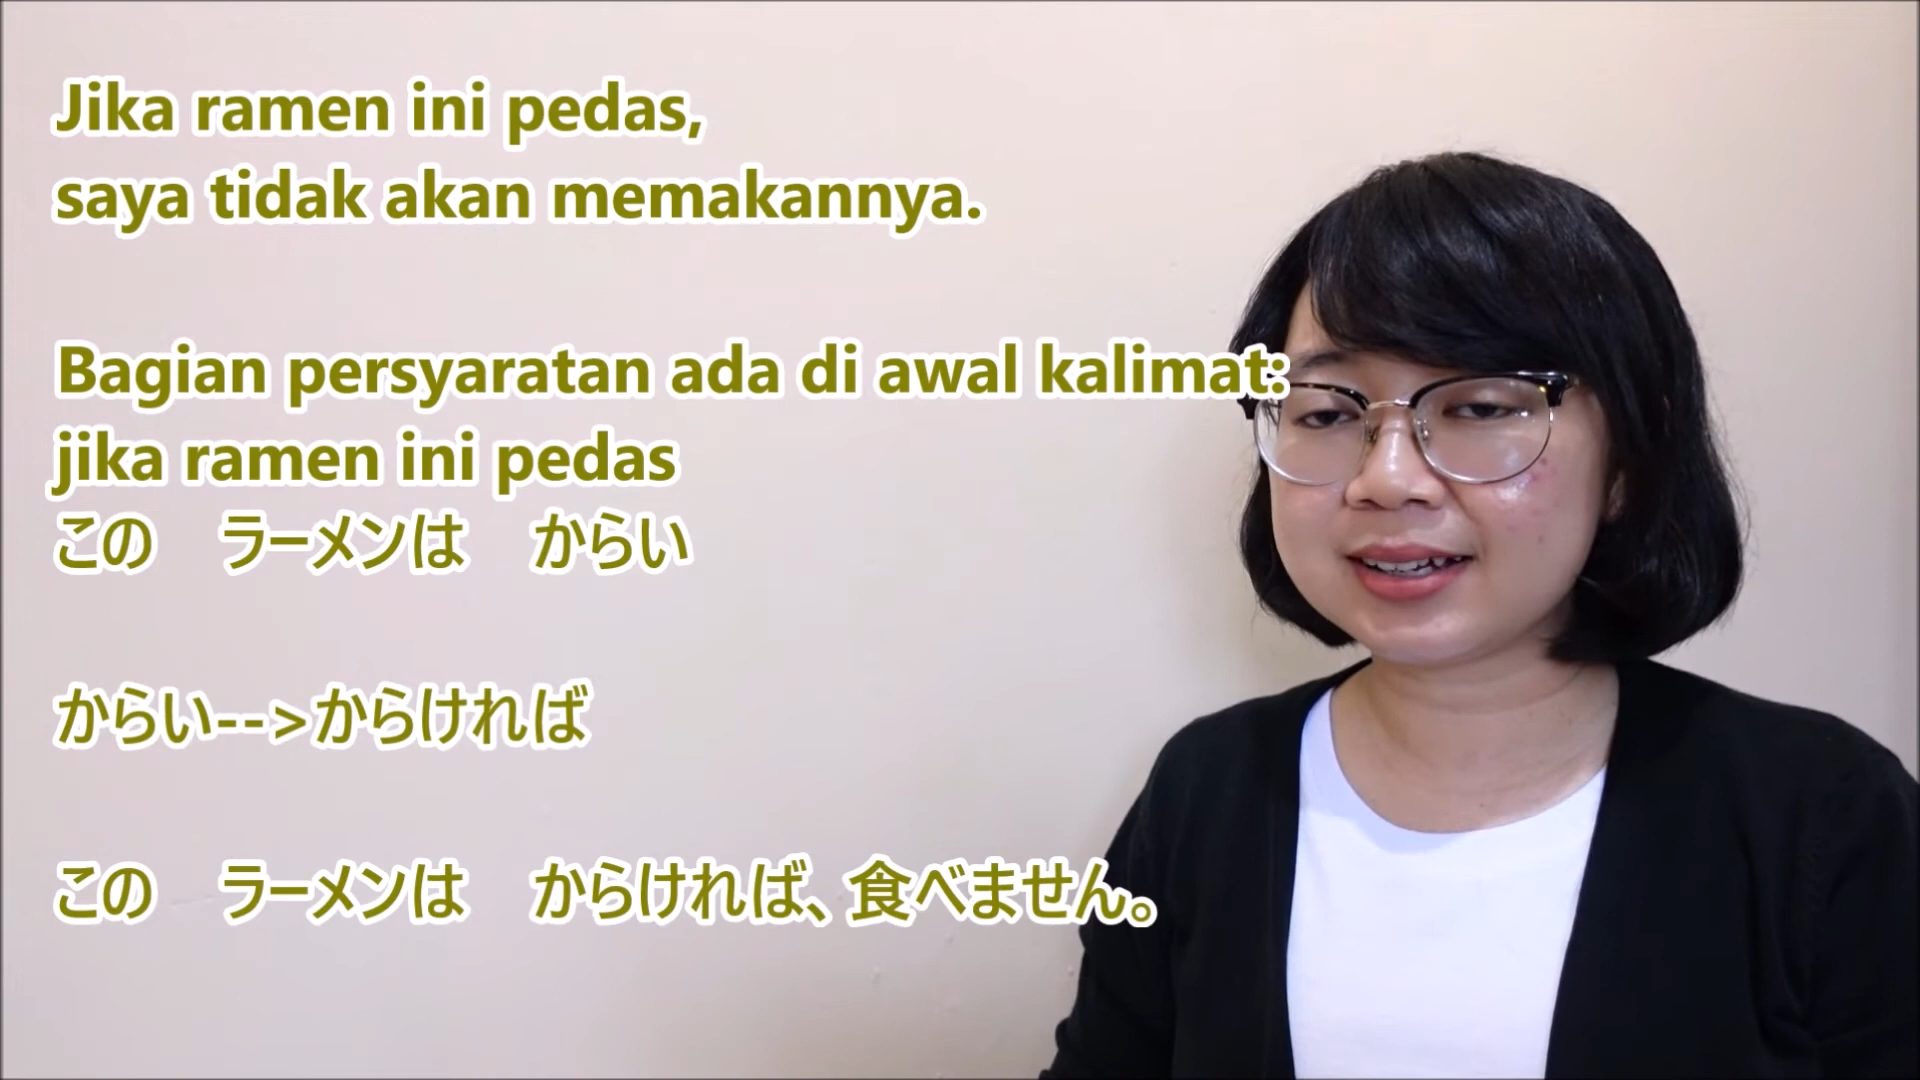 Jika ramen ini pedas,
saya tidak akan memakannya.
Bagian persyaratan ada di awal kalimat:
jika ramen ini pedas
この　ラーメンは　からい
からい-->からければ
この　ラーメンは　からければ、食べません。